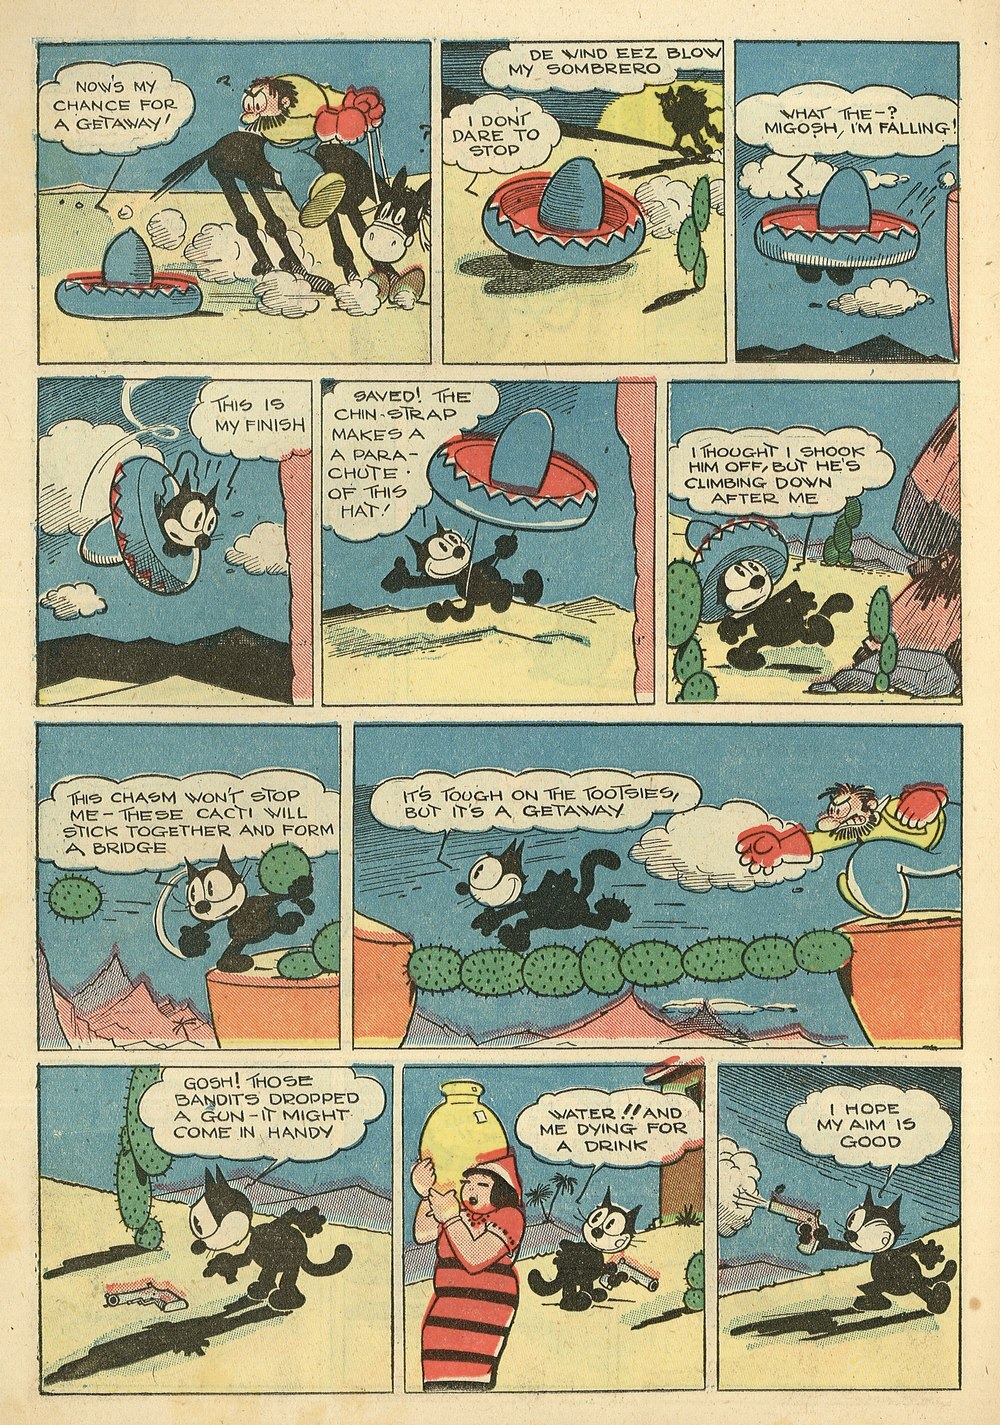 NOW'S MY
CHANCE FOR
A GETAWAY!
?
?
DE WIND EEZ BLOW
MY SOMBRERO
I DON'T
DARE TO
STOP
WHAT THE-?
MIGOSH, I'M FALLING!
THIS IS
MY FINISH
SAVED! THE
CHIN-STRAP
MAKES A
A PARA-
CHUTE
OF THIS
HAT!
I THOUGHT I SHOOK
HIM OFF, BUT HE'S
CLIMBING DOWN
AFTER ME
THIS CHASM WON'T STOP
ME - THESE CACTI WILL
STICK TOGETHER AND FORM
A BRIDGE
IT'S TOUGH ON THE TOOTSIES,
BUT IT'S A GETAWAY
GOSH! THOSE
BANDITS DROPPED
A GUN - IT MIGHT
COME IN HANDY
WATER!! AND
ME DYING FOR
A DRINK
I HOPE
MY AIM IS
GOOD